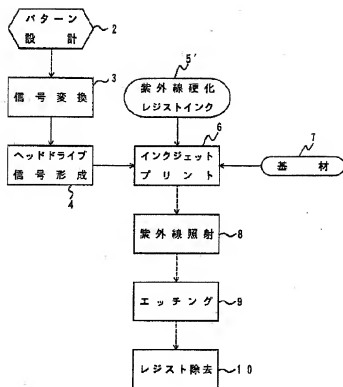 パターン
設計
2
信号変換
3
紫外線硬化
レジストインク
5'
ヘッドドライブ
信号形成
4
インクジェット
プリント
6
基材
7
紫外線照射
8
エッチング
9
レジスト除去
10